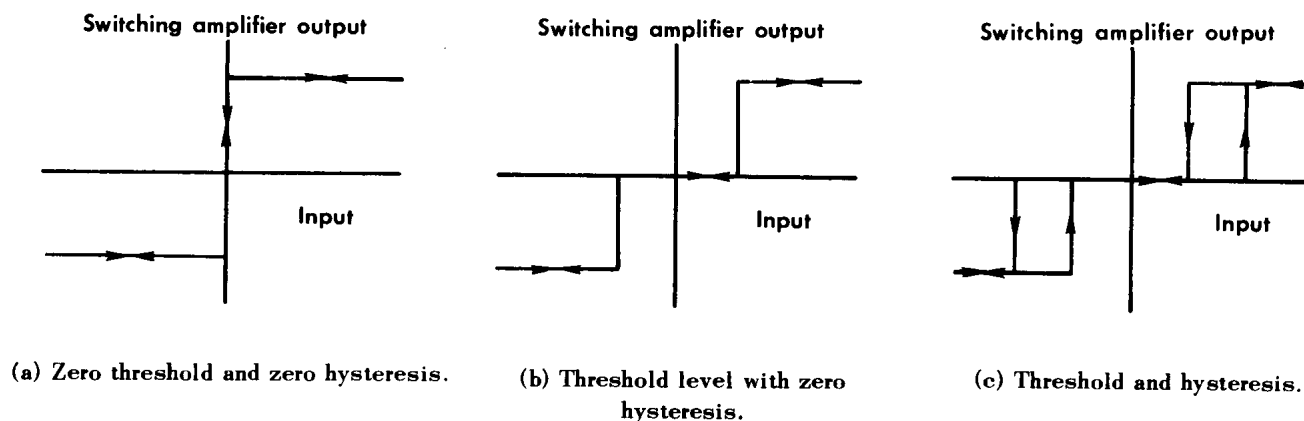 Switching amplifier output
Input
(a) Zero threshold and zero hysteresis.
Switching amplifier output
Input
(b) Threshold level with zero
hysteresis.
Switching amplifier output
Input
(c) Threshold and hysteresis.